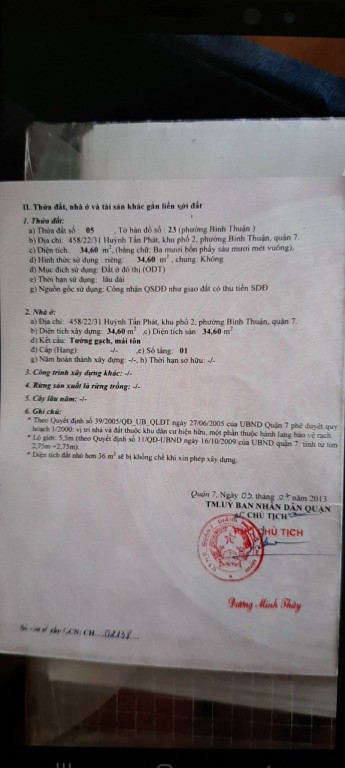 II. Thửa đất, nhà ở và tài sản khác gắn liền với đất
1. Thửa đất:
a) Thửa đất số : 05 , Tờ bản đồ số : 23 (phường Bình Thuận )
b) Địa chỉ: 458/22/31 Huỳnh Tấn Phát, khu phố 2, phường Bình Thuận, quận 7.
c) Diện tích: 34,60 m², (bằng chữ: Ba mươi bốn phẩy sáu mươi mét vuông),
d) Hình thức sử dụng : riêng: 34,60 m² , chung: Không
đ) Mục đích sử dụng: Đất ở đô thị (ODT)
e) Thời hạn sử dụng: lâu dài
g) Nguồn gốc sử dụng: Công nhận QSDĐ như giao đất có thu tiền SDĐ
2. Nhà ở:
a) Địa chỉ: 458/22/31 Huỳnh Tấn Phát, khu phố 2, phường Bình Thuận, quận 7.
b) Diện tích xây dựng: 34,60 m² ,c) Diện tích sàn: 34,60 m²
d) Kết cấu: Tường gạch, mái tôn
đ) Cấp (Hạng): -/- ,e) Số tầng: 01
g) Năm hoàn thành xây dựng: -/-, h) Thời hạn sở hữu: -/-
3. Công trình xây dựng khác: -/-
4. Rừng sản xuất là rừng trồng: -/-
5. Cây lâu năm: -/-
6. Ghi chú:
* Theo Quyết định số 39/2005/QĐ_UB_QLĐT ngày 27/06/2005 của UBND Quận 7 phê duyệt quy
hoạch 1/2000: vị trí nhà và đất thuộc khu dân cư hiện hữu, một phần thuộc hành lang bảo vệ rạch.
* Lộ giới: 5,5m (theo Quyết định số 11/QĐ-UBND ngày 16/10/2009 của UBND quận 7; tính từ tim
2,75m +2,75m).
* Diện tích đất nhỏ hơn 36 m² sẽ bị khống chế khi xin phép xây dựng.
Quận 7, Ngày 03 tháng 07 năm 2013
TM.UỶ BAN NHÂN DÂN QUẬN
CHỦ TỊCH
PHÓ CHỦ TỊCH
Dương Minh Thùy